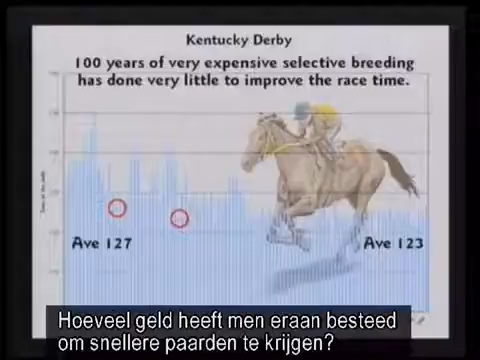 Kentucky Derby
100 years of very expensive selective breeding
has done very little to improve the race time.
Ave 127
Ave 123
Hoeveel geld heeft men eraan besteed
om snellere paarden te krijgen?